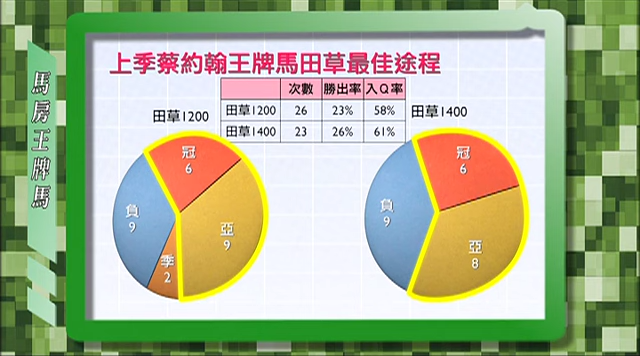 馬房王牌馬
上季蔡約翰王牌馬田草最佳途程
次數 勝出率 入Q率
田草1200 26 23% 58%
田草1400 23 26% 61%
田草1200
冠
6
亞
9
季
2
負
9
田草1400
冠
6
亞
8
負
9